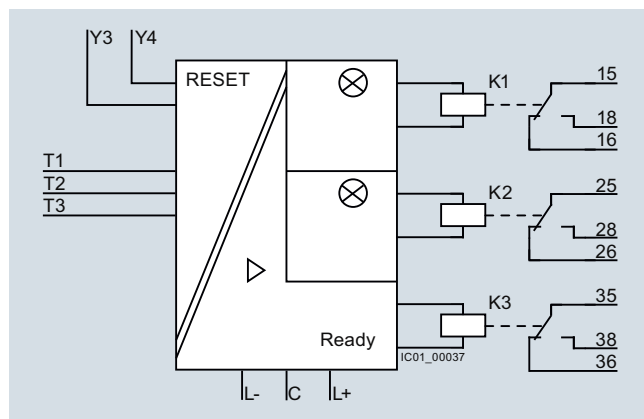 Y3 Y4
RESET
K1
15
18
16
T1
T2
T3
K2
25
28
26
K3
35
38
36
Ready
IC01_00037
L- C L+